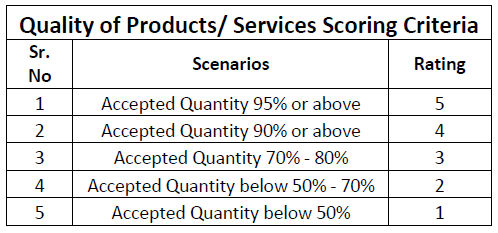 Quality of Products/ Services Scoring Criteria
Sr. No Scenarios Rating
1 Accepted Quantity 95% or above 5
2 Accepted Quantity 90% or above 4
3 Accepted Quantity 70% - 80% 3
4 Accepted Quantity below 50% - 70% 2
5 Accepted Quantity below 50% 1